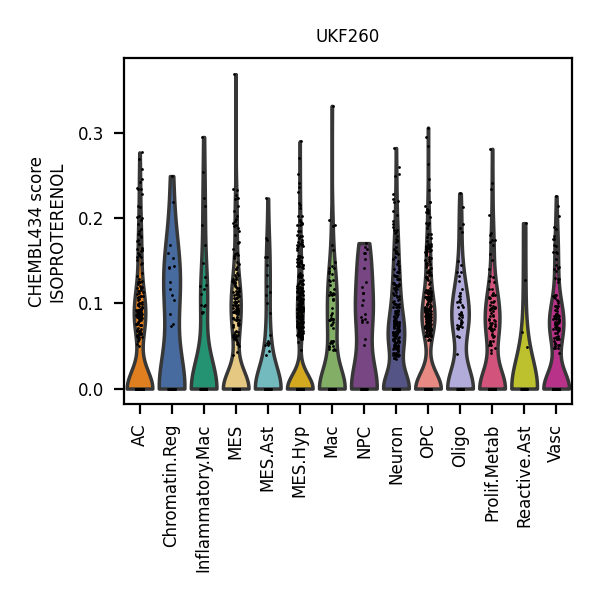 UKF260
CHEMBL434 score
ISOPROTERENOL
0.3
0.2
0.1
0.0
AC
Chromatin.Reg
Inflammatory.Mac
MES
MES.Ast
MES.Hyp
Mac
NPC
Neuron
OPC
Oligo
Prolif.Metab
Reactive.Ast
Vasc